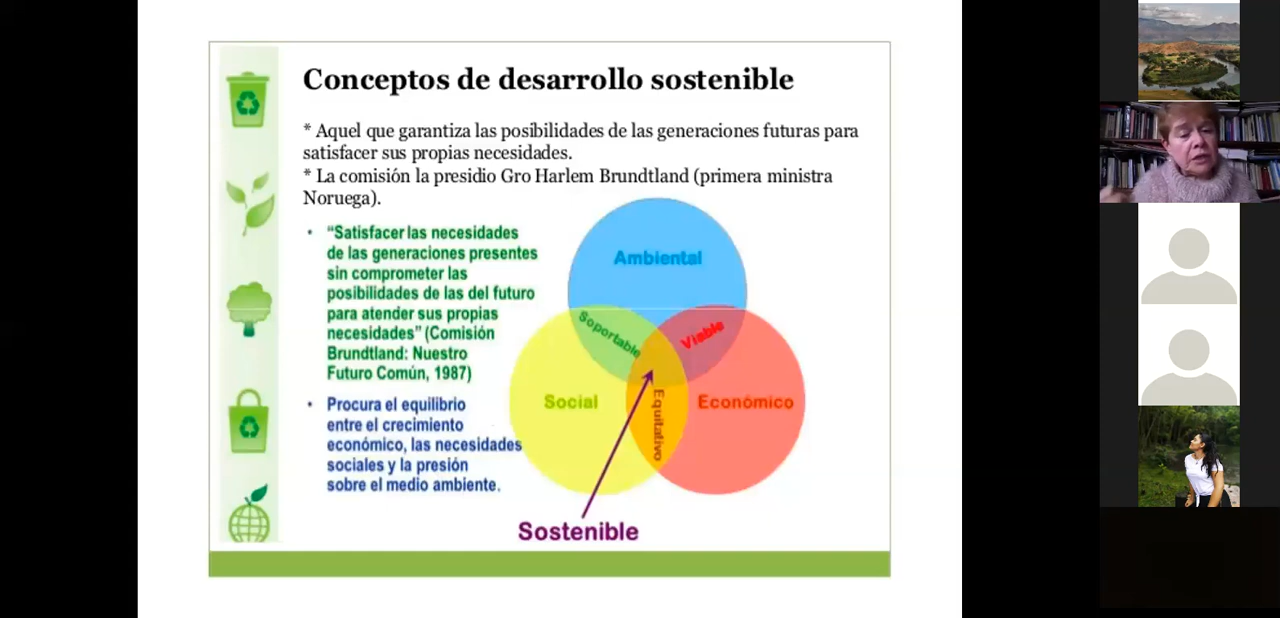 Conceptos de desarrollo sostenible
* Aquel que garantiza las posibilidades de las generaciones futuras para
satisfacer sus propias necesidades.
* La comisión la presidio Gro Harlem Brundtland (primera ministra
Noruega).
• “Satisfacer las necesidades
de las generaciones presentes
sin comprometer las
posibilidades de las del futuro
para atender sus propias
necesidades” (Comisión
Brundtland: Nuestro
Futuro Común, 1987)
• Procura el equilibrio
entre el crecimiento
económico, las necesidades
sociales y la presión
sobre el medio ambiente.
Ambiental
Soportable
Viable
Social
Equitativo
Económico
Sostenible